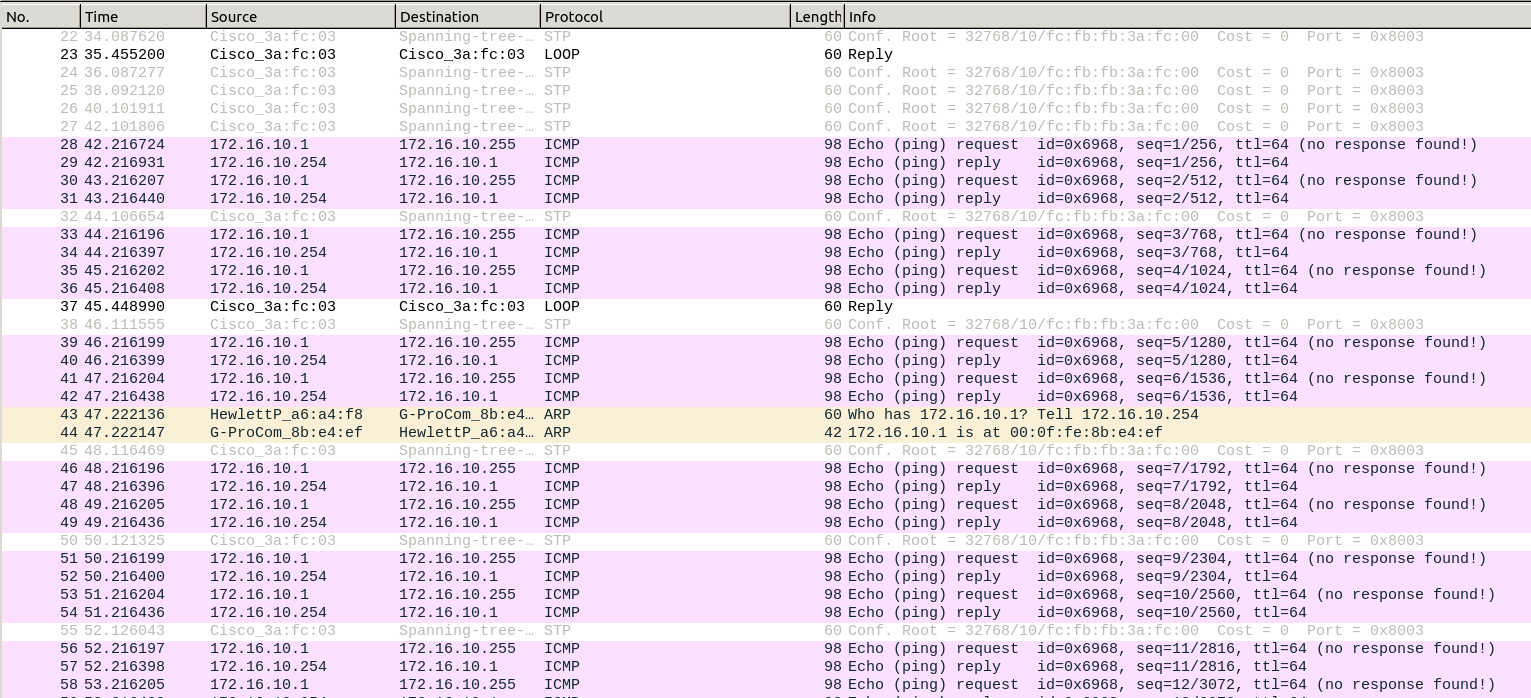 No. Time Source Destination Protocol Length Info
22 34.087620 Cisco_3a:fc:03 Spanning-tree-… STP 60 Conf. Root = 32768/10/fc:fb:fb:3a:fc:00 Cost = 0 Port = 0x8003
23 35.455200 Cisco_3a:fc:03 Cisco_3a:fc:03 LOOP 60 Reply
24 36.087277 Cisco_3a:fc:03 Spanning-tree-… STP 60 Conf. Root = 32768/10/fc:fb:fb:3a:fc:00 Cost = 0 Port = 0x8003
25 38.092120 Cisco_3a:fc:03 Spanning-tree-… STP 60 Conf. Root = 32768/10/fc:fb:fb:3a:fc:00 Cost = 0 Port = 0x8003
26 40.101911 Cisco_3a:fc:03 Spanning-tree-… STP 60 Conf. Root = 32768/10/fc:fb:fb:3a:fc:00 Cost = 0 Port = 0x8003
27 42.101806 Cisco_3a:fc:03 Spanning-tree-… STP 60 Conf. Root = 32768/10/fc:fb:fb:3a:fc:00 Cost = 0 Port = 0x8003
28 42.216724 172.16.10.1 172.16.10.255 ICMP 98 Echo (ping) request id=0x6968, seq=1/256, ttl=64 (no response found!)
29 42.216931 172.16.10.254 172.16.10.1 ICMP 98 Echo (ping) reply id=0x6968, seq=1/256, ttl=64
30 43.216207 172.16.10.1 172.16.10.255 ICMP 98 Echo (ping) request id=0x6968, seq=2/512, ttl=64 (no response found!)
31 43.216440 172.16.10.254 172.16.10.1 ICMP 98 Echo (ping) reply id=0x6968, seq=2/512, ttl=64
32 44.106654 Cisco_3a:fc:03 Spanning-tree-… STP 60 Conf. Root = 32768/10/fc:fb:fb:3a:fc:00 Cost = 0 Port = 0x8003
33 44.216196 172.16.10.1 172.16.10.255 ICMP 98 Echo (ping) request id=0x6968, seq=3/768, ttl=64 (no response found!)
34 44.216397 172.16.10.254 172.16.10.1 ICMP 98 Echo (ping) reply id=0x6968, seq=3/768, ttl=64
35 45.216202 172.16.10.1 172.16.10.255 ICMP 98 Echo (ping) request id=0x6968, seq=4/1024, ttl=64 (no response found!)
36 45.216408 172.16.10.254 172.16.10.1 ICMP 98 Echo (ping) reply id=0x6968, seq=4/1024, ttl=64
37 45.448990 Cisco_3a:fc:03 Cisco_3a:fc:03 LOOP 60 Reply
38 46.111555 Cisco_3a:fc:03 Spanning-tree-… STP 60 Conf. Root = 32768/10/fc:fb:fb:3a:fc:00 Cost = 0 Port = 0x8003
39 46.216199 172.16.10.1 172.16.10.255 ICMP 98 Echo (ping) request id=0x6968, seq=5/1280, ttl=64 (no response found!)
40 46.216399 172.16.10.254 172.16.10.1 ICMP 98 Echo (ping) reply id=0x6968, seq=5/1280, ttl=64
41 47.216204 172.16.10.1 172.16.10.255 ICMP 98 Echo (ping) request id=0x6968, seq=6/1536, ttl=64 (no response found!)
42 47.216438 172.16.10.254 172.16.10.1 ICMP 98 Echo (ping) reply id=0x6968, seq=6/1536, ttl=64
43 47.222136 HewlettP_a6:a4:f8 G-ProCom_8b:e4… ARP 60 Who has 172.16.10.1? Tell 172.16.10.254
44 47.222147 G-ProCom_8b:e4:ef HewlettP_a6:a4… ARP 42 172.16.10.1 is at 00:0f:fe:8b:e4:ef
45 48.116469 Cisco_3a:fc:03 Spanning-tree-… STP 60 Conf. Root = 32768/10/fc:fb:fb:3a:fc:00 Cost = 0 Port = 0x8003
46 48.216196 172.16.10.1 172.16.10.255 ICMP 98 Echo (ping) request id=0x6968, seq=7/1792, ttl=64 (no response found!)
47 48.216396 172.16.10.254 172.16.10.1 ICMP 98 Echo (ping) reply id=0x6968, seq=7/1792, ttl=64
48 49.216205 172.16.10.1 172.16.10.255 ICMP 98 Echo (ping) request id=0x6968, seq=8/2048, ttl=64 (no response found!)
49 49.216436 172.16.10.254 172.16.10.1 ICMP 98 Echo (ping) reply id=0x6968, seq=8/2048, ttl=64
50 50.121325 Cisco_3a:fc:03 Spanning-tree-… STP 60 Conf. Root = 32768/10/fc:fb:fb:3a:fc:00 Cost = 0 Port = 0x8003
51 50.216199 172.16.10.1 172.16.10.255 ICMP 98 Echo (ping) request id=0x6968, seq=9/2304, ttl=64 (no response found!)
52 50.216400 172.16.10.254 172.16.10.1 ICMP 98 Echo (ping) reply id=0x6968, seq=9/2304, ttl=64
53 51.216204 172.16.10.1 172.16.10.255 ICMP 98 Echo (ping) request id=0x6968, seq=10/2560, ttl=64 (no response found!)
54 51.216436 172.16.10.254 172.16.10.1 ICMP 98 Echo (ping) reply id=0x6968, seq=10/2560, ttl=64
55 52.126043 Cisco_3a:fc:03 Spanning-tree-… STP 60 Conf. Root = 32768/10/fc:fb:fb:3a:fc:00 Cost = 0 Port = 0x8003
56 52.216197 172.16.10.1 172.16.10.255 ICMP 98 Echo (ping) request id=0x6968, seq=11/2816, ttl=64 (no response found!)
57 52.216398 172.16.10.254 172.16.10.1 ICMP 98 Echo (ping) reply id=0x6968, seq=11/2816, ttl=64
58 53.216205 172.16.10.1 172.16.10.255 ICMP 98 Echo (ping) request id=0x6968, seq=12/3072, ttl=64 (no response found!)